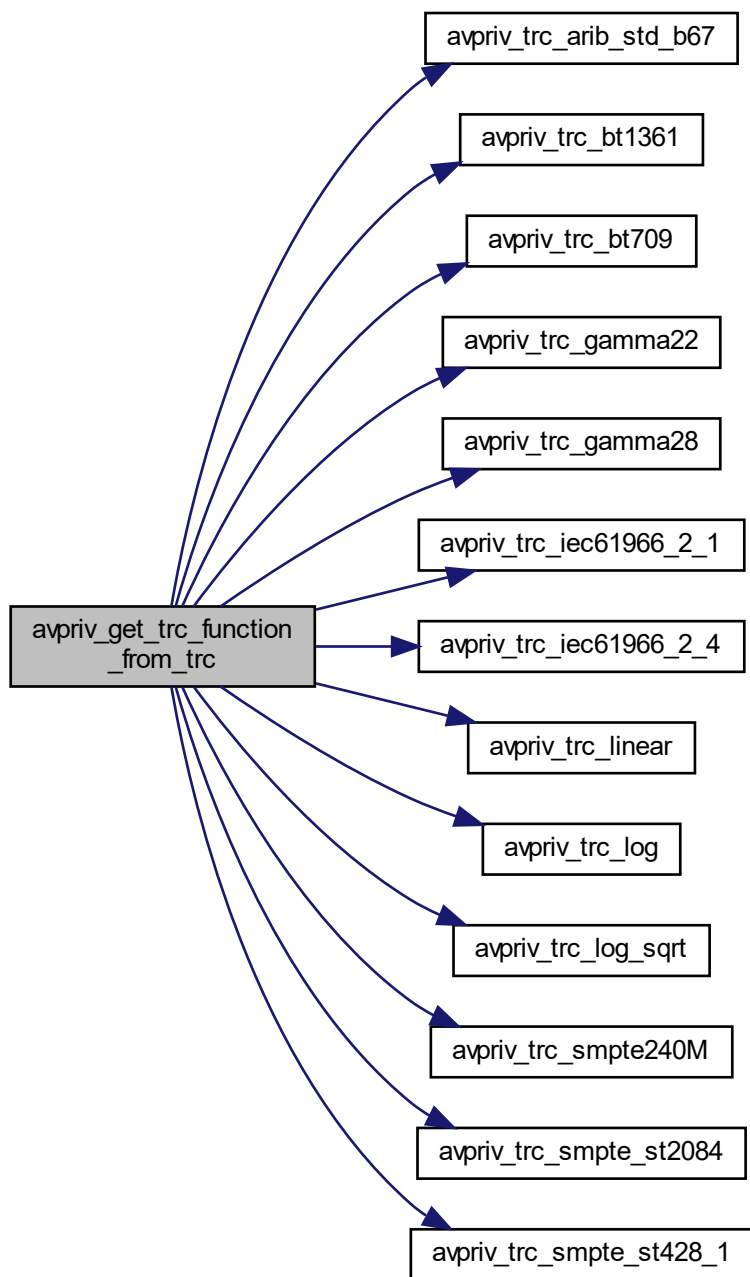 avpriv_trc_arib_std_b67
avpriv_trc_bt1361
avpriv_trc_bt709
avpriv_trc_gamma22
avpriv_trc_gamma28
avpriv_trc_iec61966_2_1
avpriv_get_trc_function
_from_trc
avpriv_trc_iec61966_2_4
avpriv_trc_linear
avpriv_trc_log
avpriv_trc_log_sqrt
avpriv_trc_smpte240M
avpriv_trc_smpte_st2084
avpriv_trc_smpte_st428_1